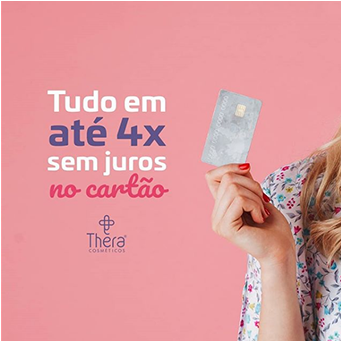 Tudo em
até 4x
sem juros
no cartão
Thera
COSMÉTICOS